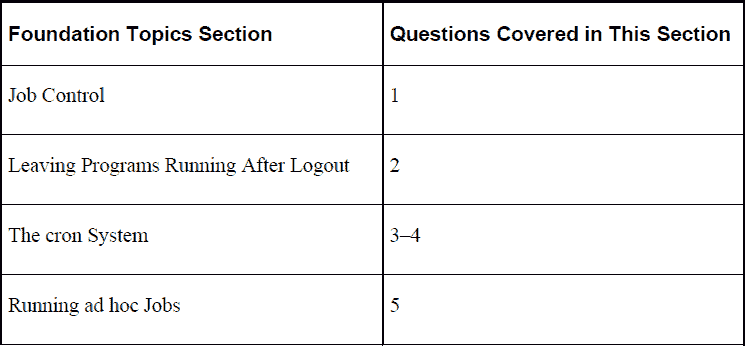 Foundation Topics Section Questions Covered in This Section
Job Control 1
Leaving Programs Running After Logout 2
The cron System 3–4
Running ad hoc Jobs 5